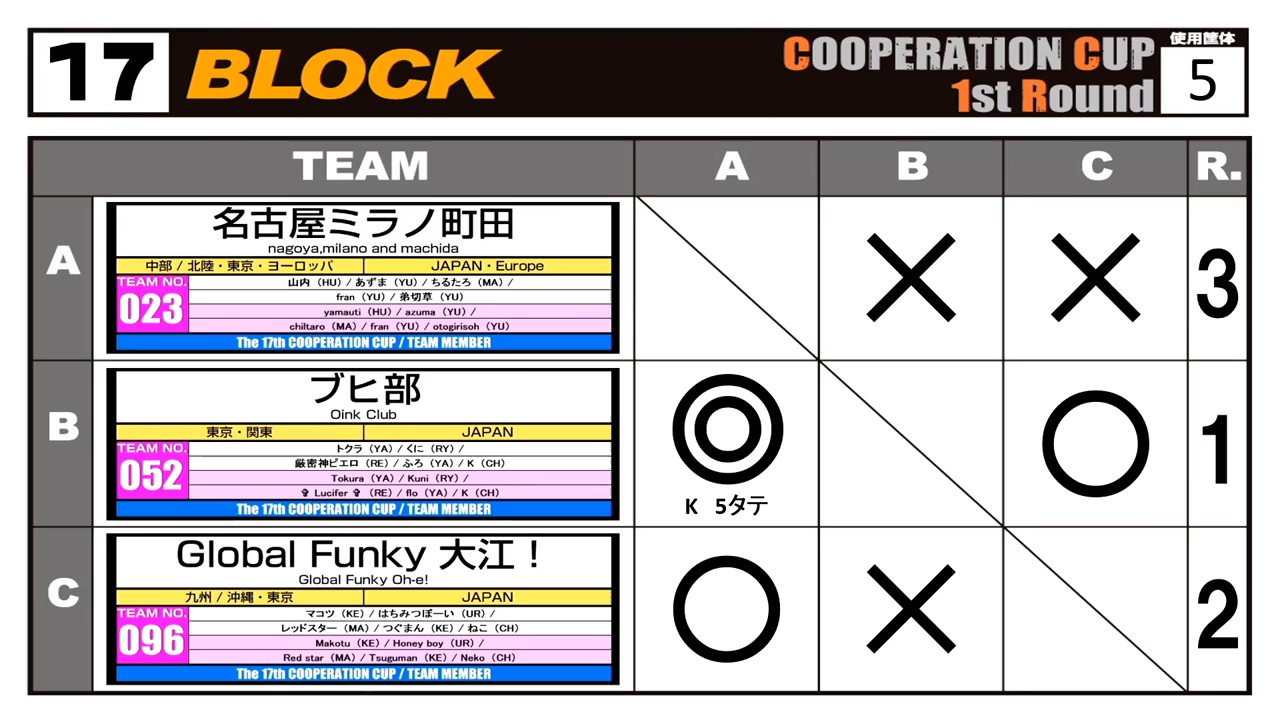 17 BLOCK
COOPERATION CUP
1st Round
使用筐体
5
TEAM A B C R.
A
名古屋ミラノ町田
nagoya,milano and machida
中部 / 北陸・東京・ヨーロッパ JAPAN・Europe
TEAM NO.
023
山内（HU）/ あずま（YU）/ ちるたろ（MA）/
fran（YU）/ 弟切草（YU）
yamauti（HU）/ azuma（YU）/
chiltaro（MA）/ fran（YU）/ otogirisoh（YU）
The 17th COOPERATION CUP / TEAM MEMBER
× × 3
B
ブヒ部
Oink Club
東京・関東 JAPAN
TEAM NO.
052
トクラ（YA）/ くに（RY）/
厳密神ピエロ（RE）/ ふろ（YA）/ K（CH）
Tokura（YA）/ Kuni（RY）/
✞ Lucifer ✞（RE）/ flo（YA）/ K（CH）
The 17th COOPERATION CUP / TEAM MEMBER
◎ ○ 1
K 5タテ
C
Global Funky 大江！
Global Funky Oh-e!
九州 / 沖縄・東京 JAPAN
TEAM NO.
096
マコツ（KE）/ はちみつぼーい（UR）/
レッドスター（MA）/ つぐまん（KE）/ ねこ（CH）
Makotu（KE）/ Honey boy（UR）/
Red star（MA）/ Tsuguman（KE）/ Neko（CH）
The 17th COOPERATION CUP / TEAM MEMBER
○ × 2